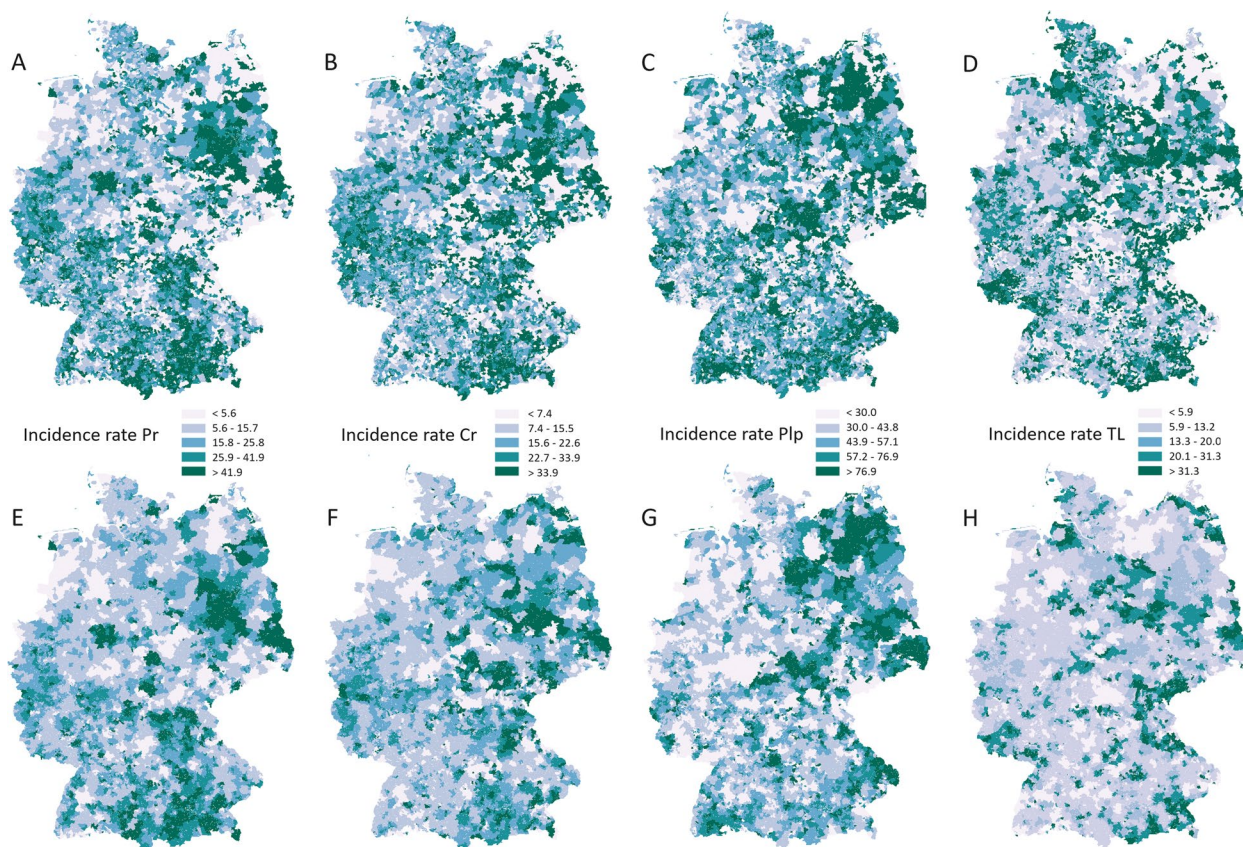 A
B
C
D
Incidence rate Pr
< 5.6
5.6 - 15.7
15.8 - 25.8
25.9 - 41.9
> 41.9
Incidence rate Cr
< 7.4
7.4 - 15.5
15.6 - 22.6
22.7 - 33.9
> 33.9
Incidence rate Plp
< 30.0
30.0 - 43.8
43.9 - 57.1
57.2 - 76.9
> 76.9
Incidence rate TL
< 5.9
5.9 - 13.2
13.3 - 20.0
20.1 - 31.3
> 31.3
E
F
G
H